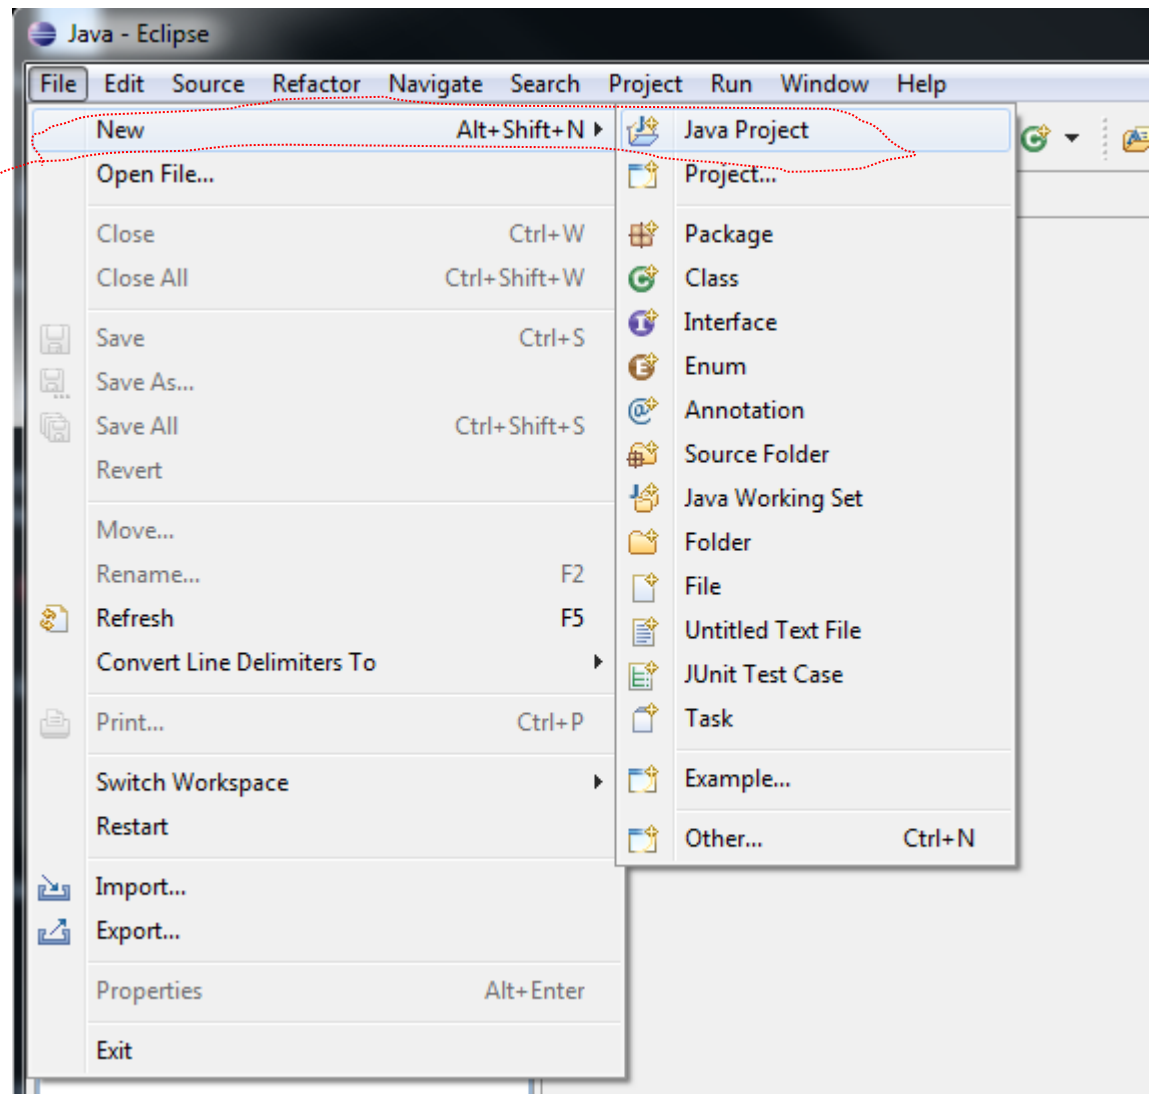 Java - Eclipse
File Edit Source Refactor Navigate Search Project Run Window Help
New Alt+Shift+N
Open File...
Close Ctrl+W
Close All Ctrl+Shift+W
Save Ctrl+S
Save As...
Save All Ctrl+Shift+S
Revert
Move...
Rename... F2
Refresh F5
Convert Line Delimiters To
Print... Ctrl+P
Switch Workspace
Restart
Import...
Export...
Properties Alt+Enter
Exit
Java Project
Project...
Package
Class
Interface
Enum
Annotation
Source Folder
Java Working Set
Folder
File
Untitled Text File
JUnit Test Case
Task
Example...
Other... Ctrl+N